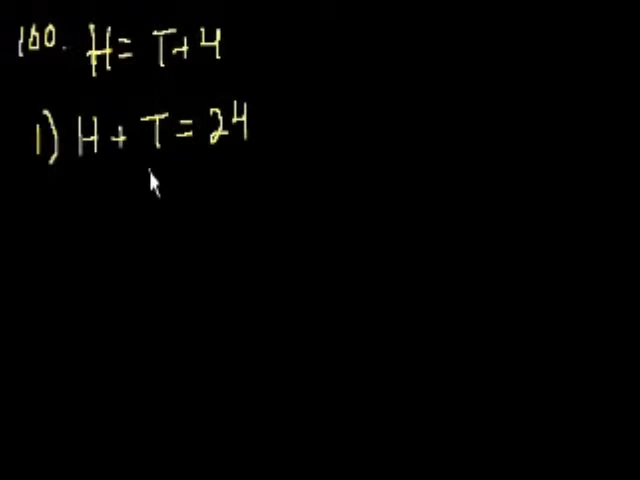 100. H = T + 4
1) H + T = 24